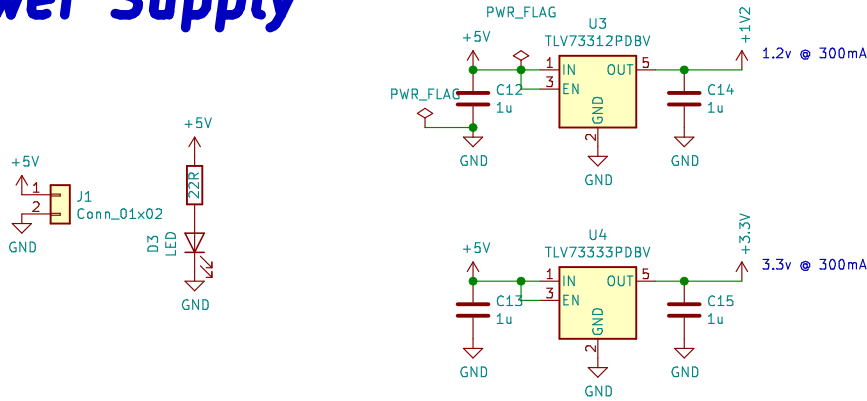 Supply
PWR_FLAG
U3
TLV73312PDBV
+5V
+1V2
1.2v @ 300mA
1
IN
OUT
5
3
EN
PWR_FLAG
C12
1u
GND
2
C14
1u
GND
GND
GND
+5V
22R
D3
LED
GND
+5V
1
2
J1
Conn_01x02
GND
U4
TLV73333PDBV
+5V
+3.3V
3.3v @ 300mA
1
IN
OUT
5
3
EN
C13
1u
GND
2
C15
1u
GND
GND
GND